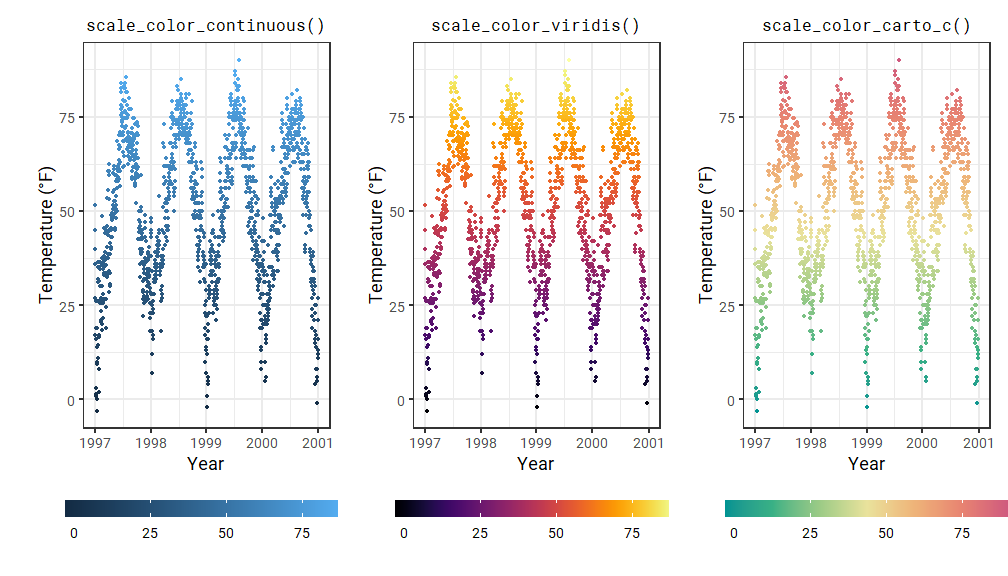 scale_color_continuous()
scale_color_viridis()
scale_color_carto_c()
Temperature (°F)
75
50
25
0
1997 1998 1999 2000 2001
Year
Temperature (°F)
75
50
25
0
1997 1998 1999 2000 2001
Year
Temperature (°F)
75
50
25
0
1997 1998 1999 2000 2001
Year
0 25 50 75
0 25 50 75
0 25 50 75